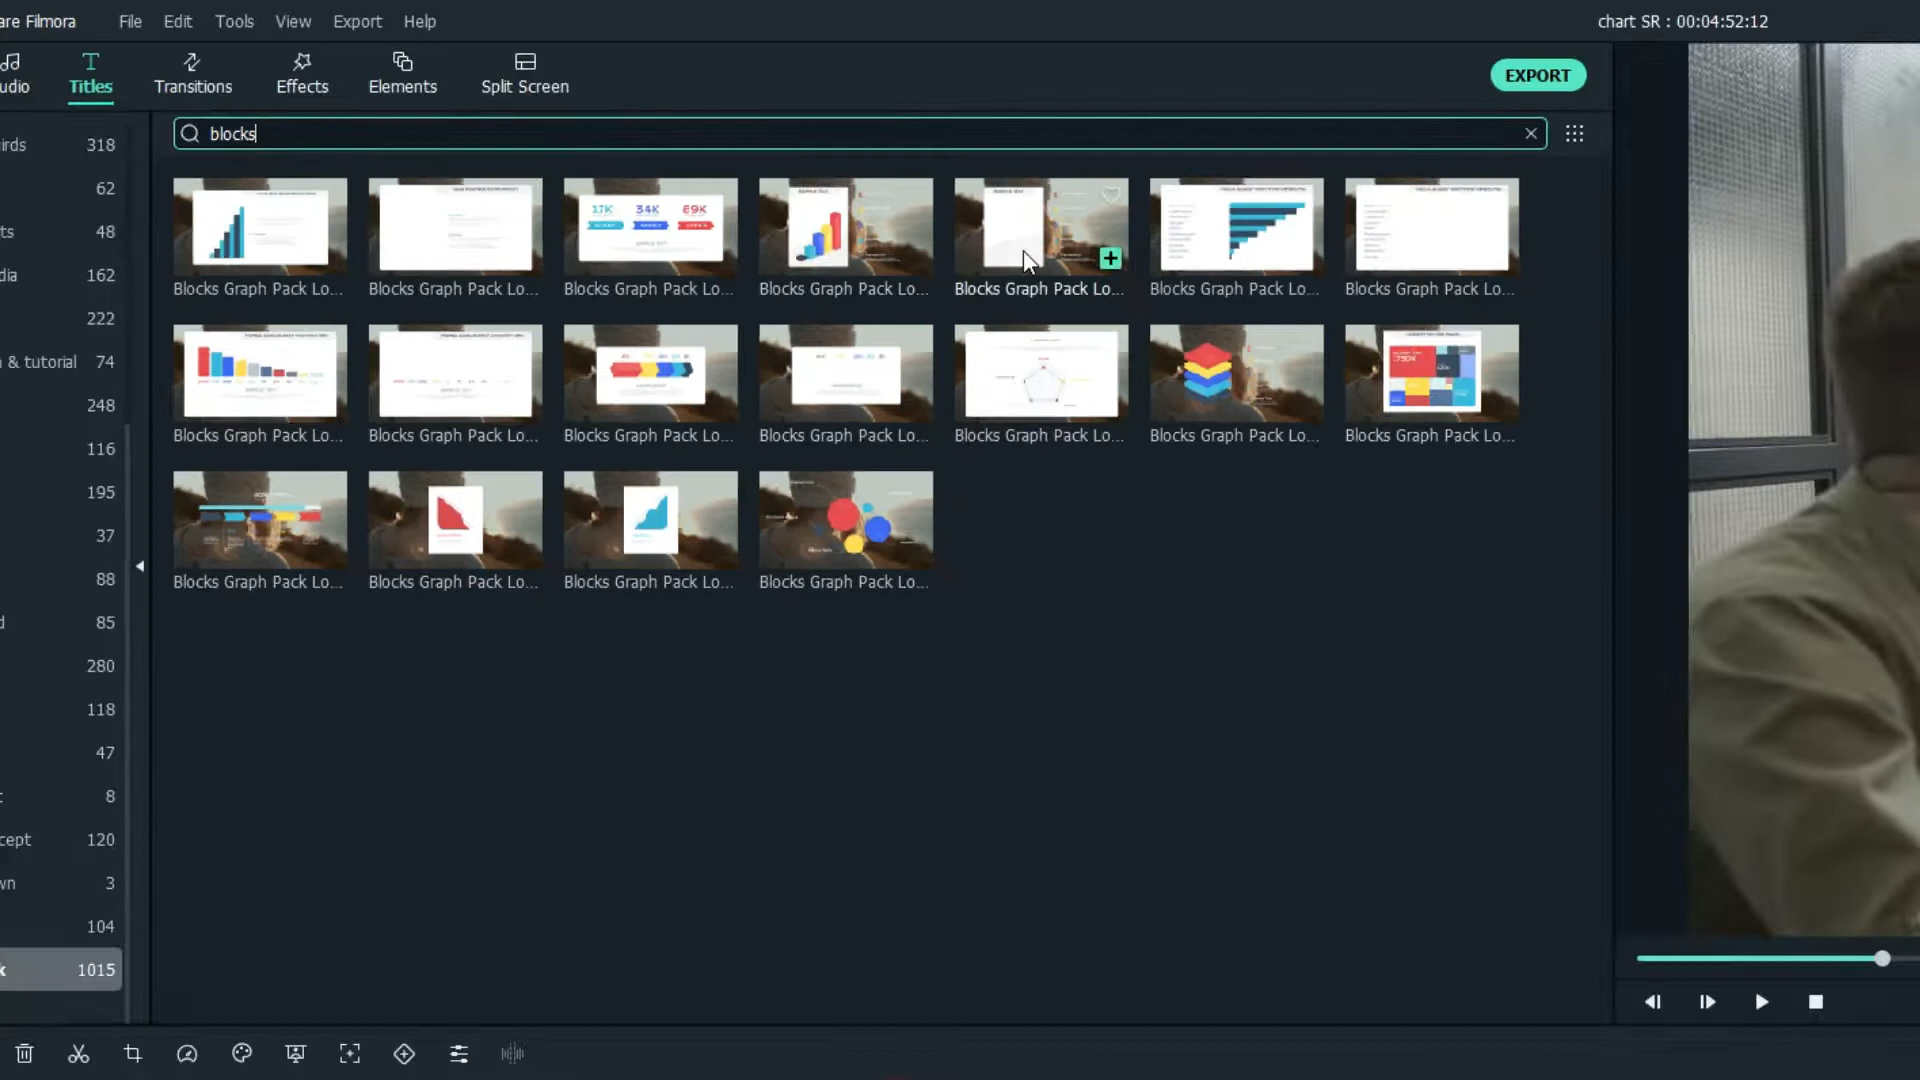 are Filmora File Edit Tools View Export Help chart SR : 00:04:52:12
udio Titles Transitions Effects Elements Split Screen EXPORT
blocks
irds 318
62
ts 48
dia 162
222
n & tutorial 74
248
116
195
37
88
d 85
280
118
47
t 8
cept 120
wn 3
104
k 1015
17K 34K 69K
Blocks Graph Pack Lo... Blocks Graph Pack Lo... Blocks Graph Pack Lo... Blocks Graph Pack Lo... Blocks Graph Pack Lo... Blocks Graph Pack Lo... Blocks Graph Pack Lo...
Blocks Graph Pack Lo... Blocks Graph Pack Lo... Blocks Graph Pack Lo... Blocks Graph Pack Lo... Blocks Graph Pack Lo... Blocks Graph Pack Lo... Blocks Graph Pack Lo...
Blocks Graph Pack Lo... Blocks Graph Pack Lo... Blocks Graph Pack Lo... Blocks Graph Pack Lo...